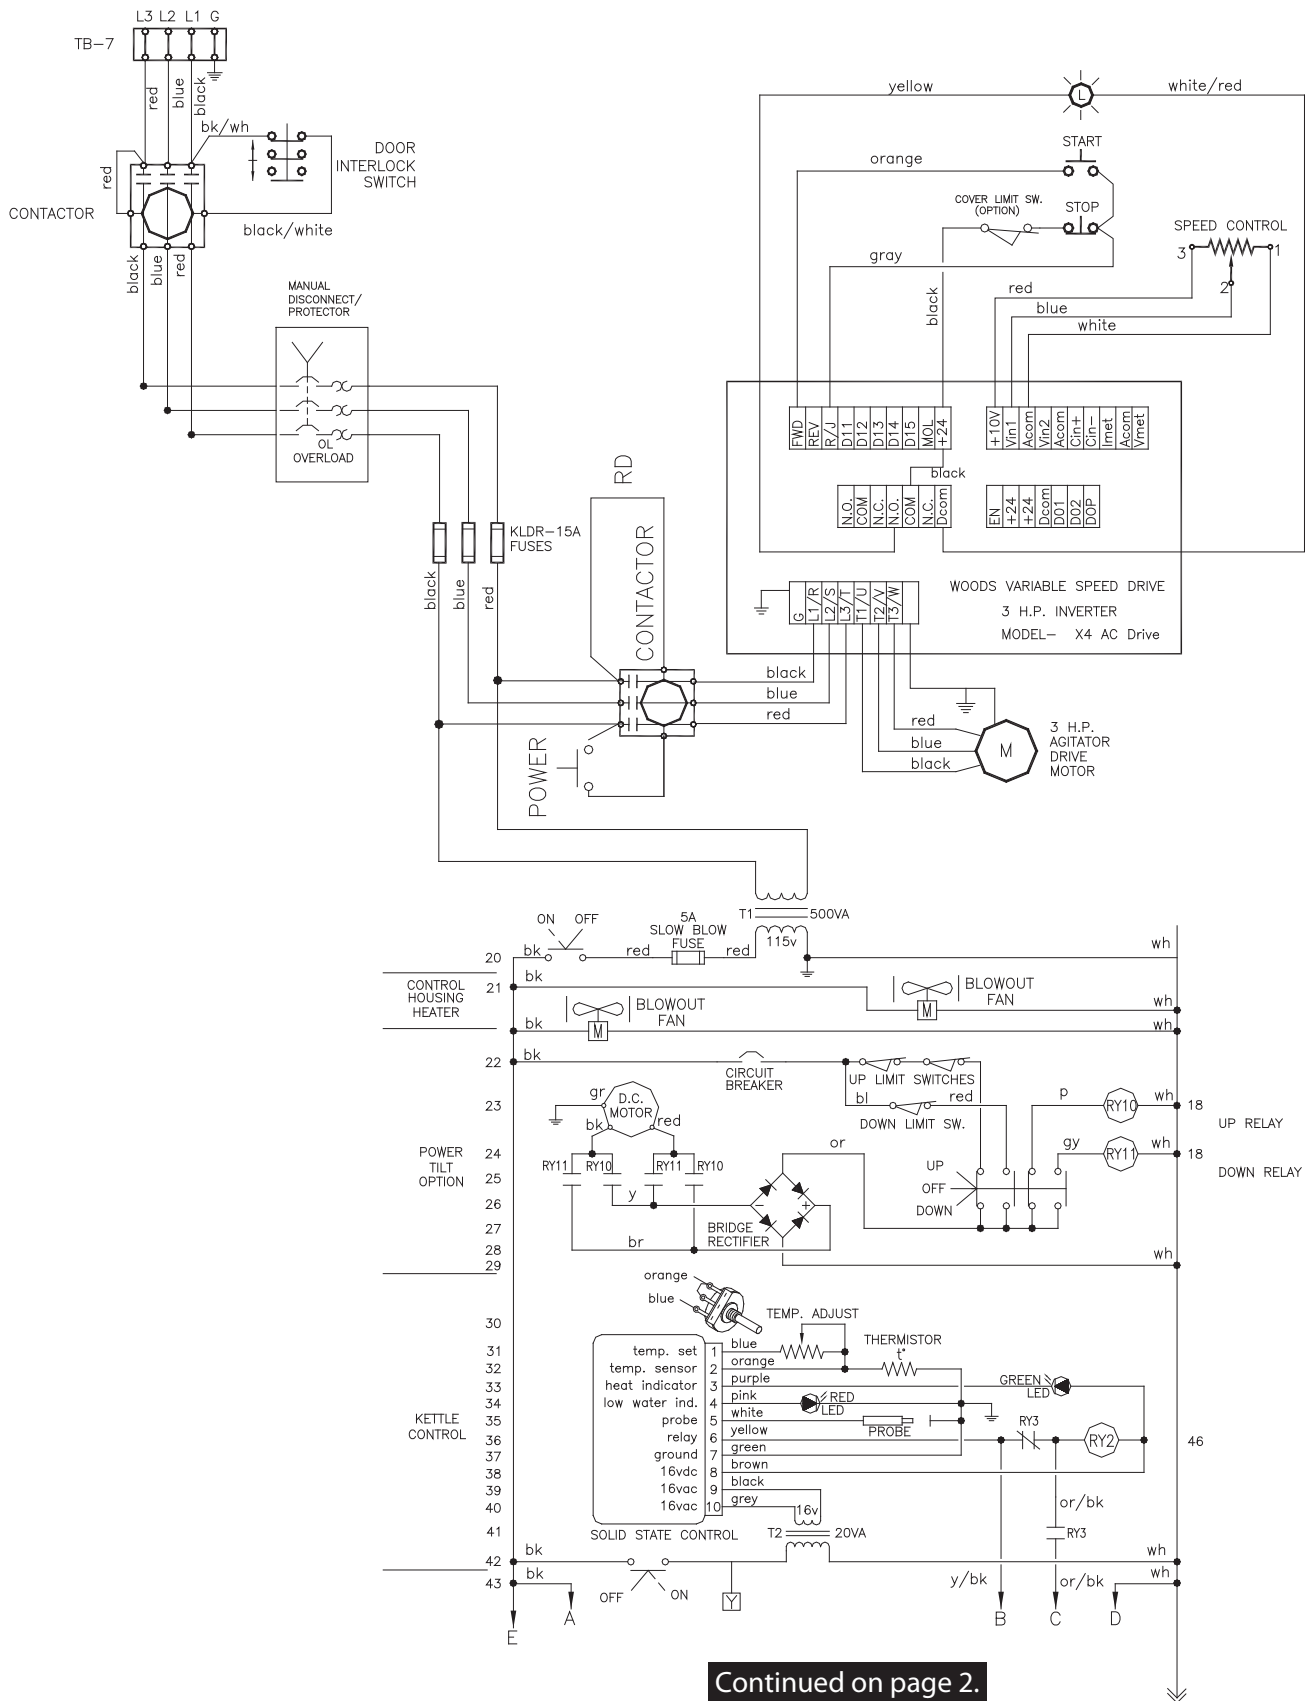 L3 L2 L1 G
TB-7
red
blue
black
bk/wh
DOOR
INTERLOCK
SWITCH
red
CONTACTOR
black/white
black
blue
red
MANUAL
DISCONNECT/
PROTECTOR
OL
OVERLOAD
KLDR-15A
FUSES
black
blue
red
RD
CONTACTOR
POWER
yellow
L
white/red
START
orange
COVER LIMIT SW.
(OPTION)
STOP
gray
black
SPEED CONTROL
3
1
2
red
blue
white
FWD
REV
R/J
D11
D12
D13
D14
D15
MOL
+24
+10V
Vin1
Acom
Vin2
Acom
Cin+
Cin-
Imet
Acom
Vmet
black
N.O.
COM
N.C.
N.O.
COM
N.C.
Dcom
EN
+24
+24
Dcom
D01
D02
DOP
G
L1/R
L2/S
L3/T
T1/U
T2/V
T3/W
WOODS VARIABLE SPEED DRIVE
3 H.P. INVERTER
MODEL- X4 AC Drive
black
blue
red
red
blue
black
M
3 H.P.
AGITATOR
DRIVE
MOTOR
T1
500VA
115v
ON OFF
5A
SLOW BLOW
FUSE
20
bk
red
red
wh
CONTROL
HOUSING
HEATER
21
bk
BLOWOUT
FAN
M
wh
BLOWOUT
FAN
bk
M
wh
22
bk
CIRCUIT
BREAKER
UP LIMIT SWITCHES
23
gr
D.C.
MOTOR
bk
red
bl
red
DOWN LIMIT SW.
p
RY10
wh
18
UP RELAY
POWER
TILT
OPTION
24
25
26
27
28
29
RY11
RY10
RY11
RY10
or
gy
RY11
wh
18
DOWN RELAY
UP
OFF
DOWN
y
-
+
BRIDGE
RECTIFIER
br
wh
orange
blue
TEMP. ADJUST
THERMISTOR
t°
KETTLE
CONTROL
30
31
32
33
34
35
36
37
38
39
40
41
42
43
temp. set 1 blue
temp. sensor 2 orange
heat indicator 3 purple
low water ind. 4 pink
probe 5 white
relay 6 yellow
ground 7 green
16vdc 8 brown
16vac 9 black
16vac 10 grey
GREEN
LED
RED
LED
PROBE
RY3
RY2
46
or/bk
RY3
16v
SOLID STATE CONTROL
T2
20VA
bk
wh
bk
OFF
ON
Y
y/bk
or/bk
wh
E
A
B
C
D
Continued on page 2.